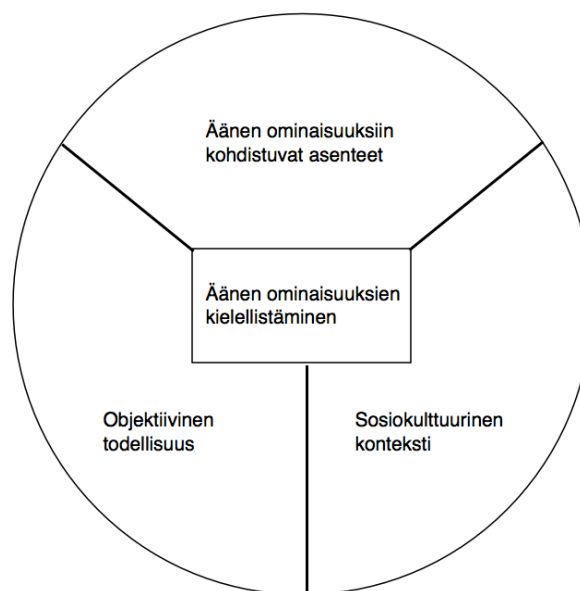 Äänen ominaisuuksiin
kohdistuvat asenteet
Äänen ominaisuuksien
kielellistäminen
Objektiivinen
todellisuus
Sosiokulttuurinen
konteksti